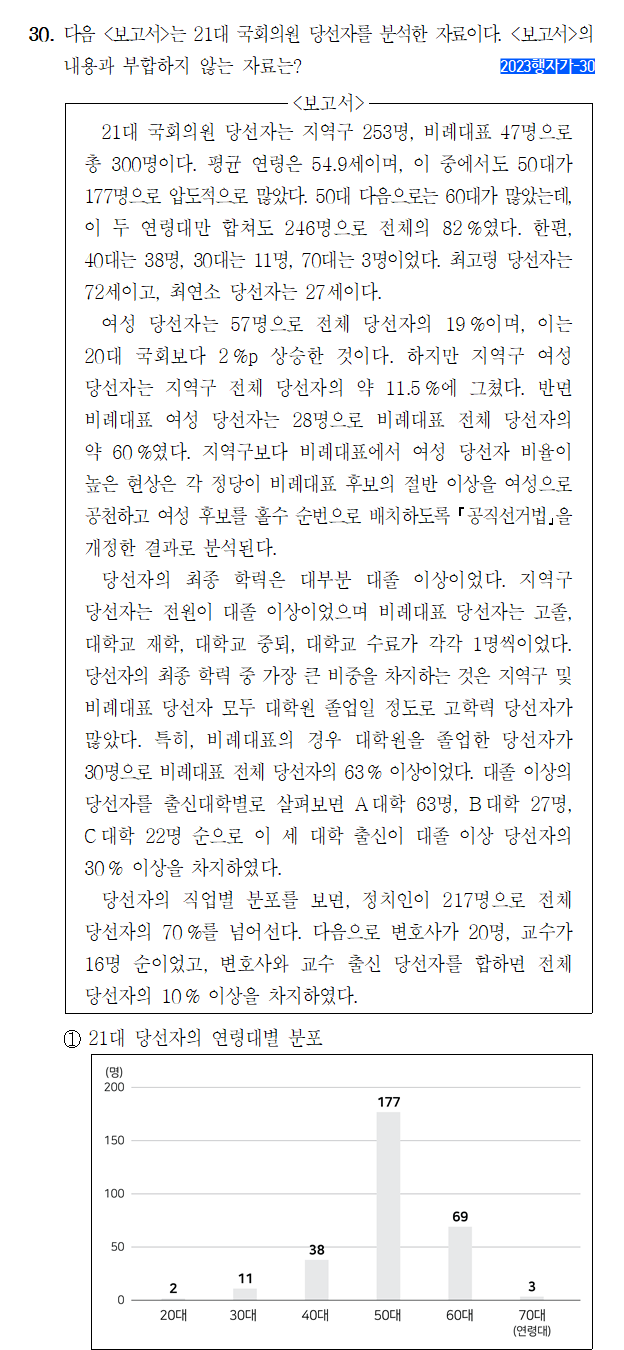 30. 다음 <보고서>는 21대 국회의원 당선자를 분석한 자료이다. <보고서>의
내용과 부합하지 않는 자료는?
2023행자가-30
<보고서>
21대 국회의원 당선자는 지역구 253명, 비례대표 47명으로
총 300명이다. 평균 연령은 54.9세이며, 이 중에서도 50대가
177명으로 압도적으로 많았다. 50대 다음으로는 60대가 많았는데,
이 두 연령대만 합쳐도 246명으로 전체의 82%였다. 한편,
40대는 38명, 30대는 11명, 70대는 3명이었다. 최고령 당선자는
72세이고, 최연소 당선자는 27세이다.
여성 당선자는 57명으로 전체 당선자의 19%이며, 이는
20대 국회보다 2%p 상승한 것이다. 하지만 지역구 여성
당선자는 지역구 전체 당선자의 약 11.5%에 그쳤다. 반면
비례대표 여성 당선자는 28명으로 비례대표 전체 당선자의
약 60%였다. 지역구보다 비례대표에서 여성 당선자 비율이
높은 현상은 각 정당이 비례대표 후보의 절반 이상을 여성으로
공천하고 여성 후보를 홀수 순번으로 배치하도록 『공직선거법』을
개정한 결과로 분석된다.
당선자의 최종 학력은 대부분 대졸 이상이었다. 지역구
당선자는 전원이 대졸 이상이었으며 비례대표 당선자는 고졸,
대학교 재학, 대학교 중퇴, 대학교 수료가 각각 1명씩이었다.
당선자의 최종 학력 중 가장 큰 비중을 차지하는 것은 지역구 및
비례대표 당선자 모두 대학원 졸업일 정도로 고학력 당선자가
많았다. 특히, 비례대표의 경우 대학원을 졸업한 당선자가
30명으로 비례대표 전체 당선자의 63% 이상이었다. 대졸 이상의
당선자를 출신대학별로 살펴보면 A대학 63명, B대학 27명,
C대학 22명 순으로 이 세 대학 출신이 대졸 이상 당선자의
30% 이상을 차지하였다.
당선자의 직업별 분포를 보면, 정치인이 217명으로 전체
당선자의 70%를 넘어선다. 다음으로 변호사가 20명, 교수가
16명 순이었고, 변호사와 교수 출신 당선자를 합하면 전체
당선자의 10% 이상을 차지하였다.
① 21대 당선자의 연령대별 분포
(명)
200
150
100
50
0
2
11
38
177
69
3
20대 30대 40대 50대 60대 70대
(연령대)